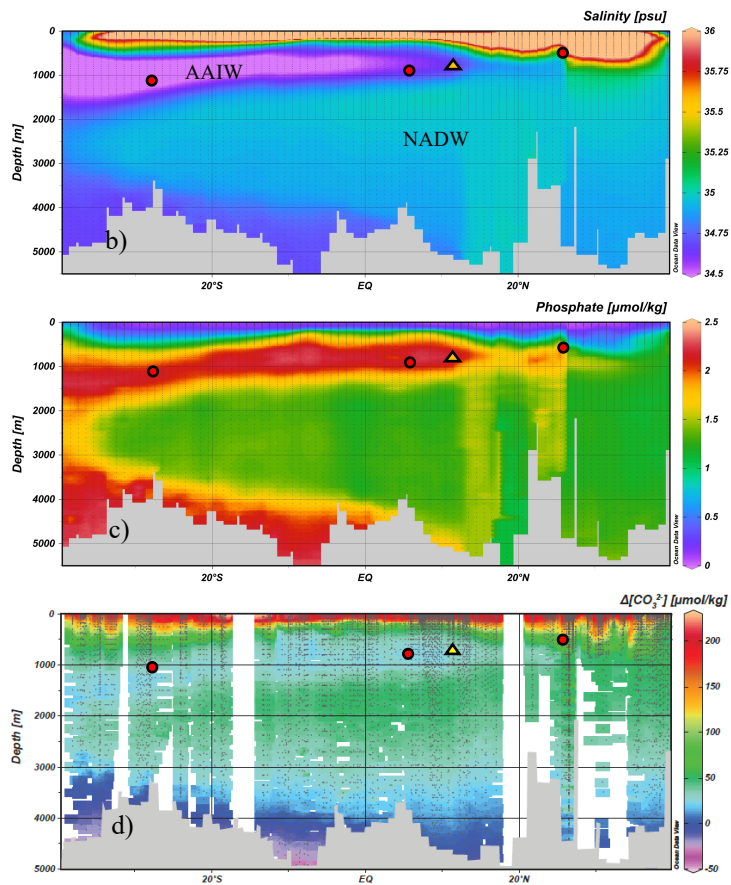 Salinity [psu]
0
1000
2000
3000
4000
5000
Depth [m]
AAIW
NADW
b)
20°S
EQ
20°N
Ocean Data View
36
35.75
35.5
35.25
35
34.75
34.5
Phosphate [μmol/kg]
0
1000
2000
3000
4000
5000
Depth [m]
c)
20°S
EQ
20°N
Ocean Data View
2.5
2
1.5
1
0.5
0
Δ[CO₃²⁻] [μmol/kg]
0
1000
2000
3000
4000
5000
Depth [m]
d)
20°S
EQ
20°N
Ocean Data View
200
150
100
50
0
-50